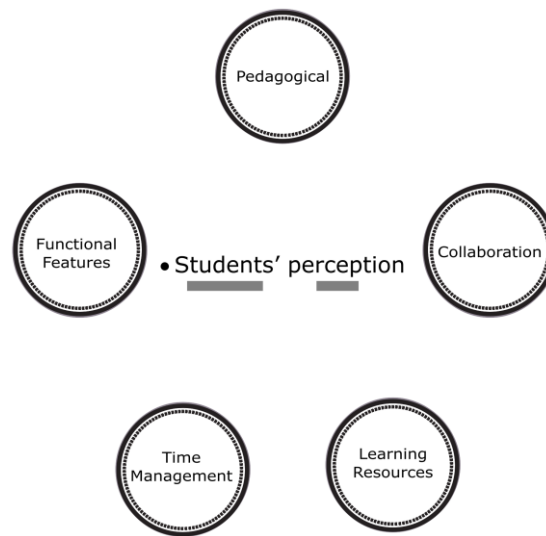 Pedagogical
Functional
Features
• Students’ perception
Collaboration
Time
Management
Learning
Resources